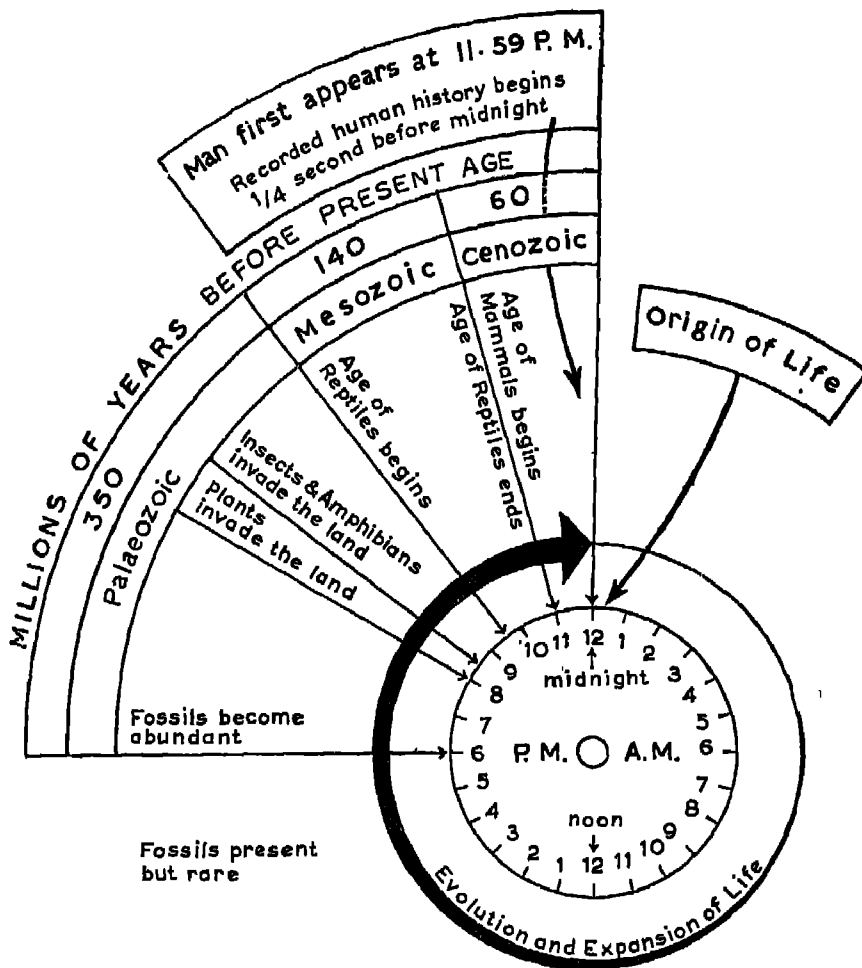 Man first appears at 11.59 P.M.
Recorded human history begins
1/4 second before midnight
MILLIONS OF YEARS BEFORE PRESENT AGE
350
140
60
Palaeozoic
Mesozoic
Cenozoic
Origin of Life
Age of
Mammals begins
Age of Reptiles ends
Age of
Reptiles begins
Insects & Amphibians
invade the land
Plants
invade the land
Fossils become
abundant
Fossils present
but rare
12
1
2
3
4
5
6
7
8
9
10
11
12
1
2
3
4
5
6
7
8
9
10
11
midnight
P.M.
A.M.
noon
Evolution and Expansion of Life